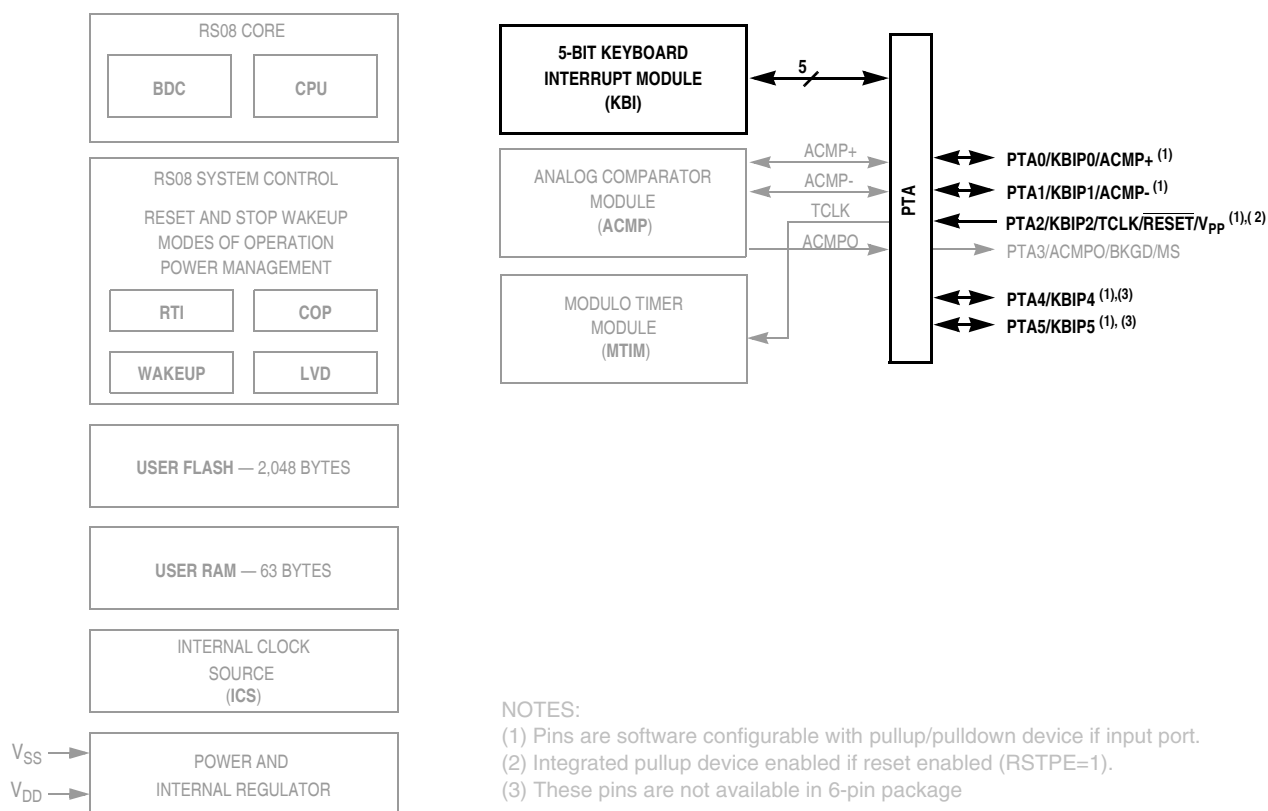 RS08 CORE
BDC
CPU
RS08 SYSTEM CONTROL
RESET AND STOP WAKEUP
MODES OF OPERATION
POWER MANAGEMENT
RTI
COP
WAKEUP
LVD
USER FLASH — 2,048 BYTES
USER RAM — 63 BYTES
INTERNAL CLOCK
SOURCE
(ICS)
VSS
VDD
POWER AND
INTERNAL REGULATOR
5-BIT KEYBOARD
INTERRUPT MODULE
(KBI)
5
ANALOG COMPARATOR
MODULE
(ACMP)
ACMP+
ACMP-
TCLK
ACMPO
MODULO TIMER
MODULE
(MTIM)
PTA
PTA0/KBIP0/ACMP+ (1)
PTA1/KBIP1/ACMP- (1)
PTA2/KBIP2/TCLK/RESET/VPP (1),( 2)
PTA3/ACMPO/BKGD/MS
PTA4/KBIP4 (1),(3)
PTA5/KBIP5 (1), (3)
NOTES:
(1) Pins are software configurable with pullup/pulldown device if input port.
(2) Integrated pullup device enabled if reset enabled (RSTPE=1).
(3) These pins are not available in 6-pin package